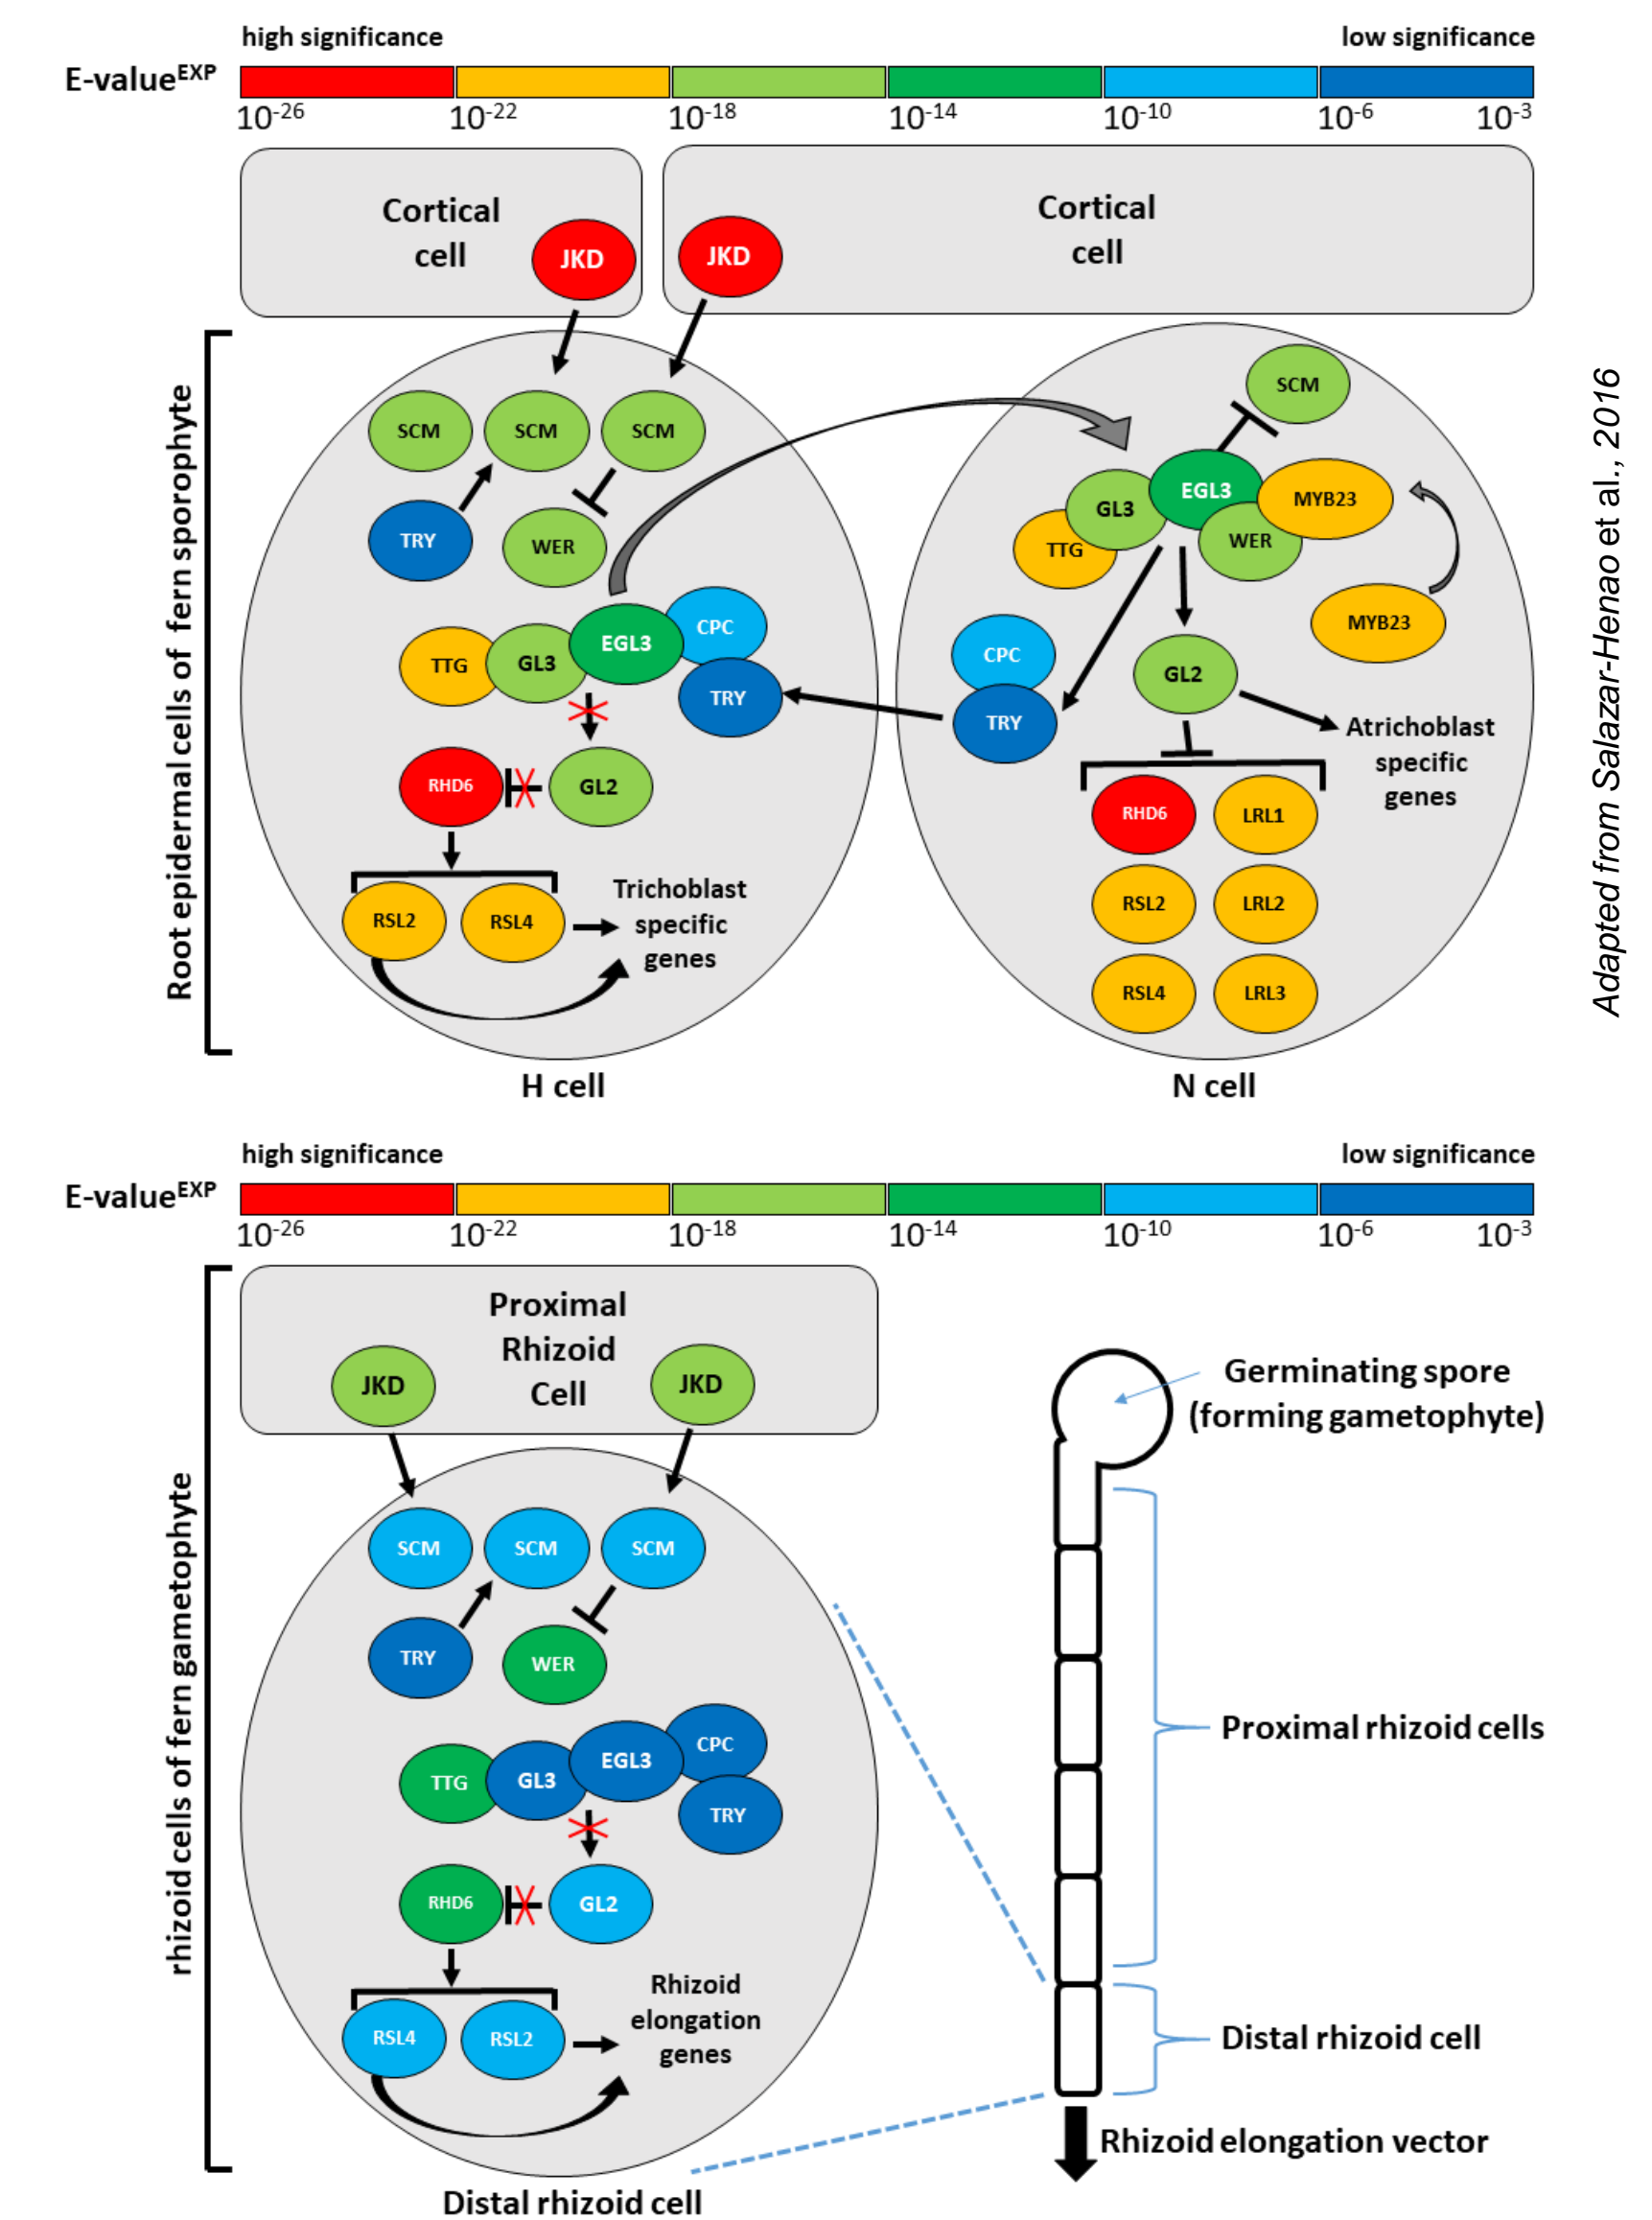 high significance
low significance
E-valueEXP
10-26
10-22
10-18
10-14
10-10
10-6
10-3
Cortical
cell
JKD
JKD
Cortical
cell
Root epidermal cells of fern sporophyte
SCM
SCM
SCM
TRY
WER
TTG
GL3
EGL3
CPC
TRY
RHD6
GL2
RSL2
RSL4
Trichoblast
specific
genes
H cell
SCM
TTG
GL3
EGL3
WER
MYB23
MYB23
CPC
TRY
GL2
Atrichoblast
specific
genes
RHD6
LRL1
RSL2
LRL2
RSL4
LRL3
N cell
Adapted from Salazar-Henao et al., 2016
high significance
low significance
E-valueEXP
10-26
10-22
10-18
10-14
10-10
10-6
10-3
rhizoid cells of fern gametophyte
Proximal
Rhizoid
Cell
JKD
JKD
SCM
SCM
SCM
TRY
WER
TTG
GL3
EGL3
CPC
TRY
RHD6
GL2
RSL4
RSL2
Rhizoid
elongation
genes
Distal rhizoid cell
Germinating spore
(forming gametophyte)
Proximal rhizoid cells
Distal rhizoid cell
Rhizoid elongation vector